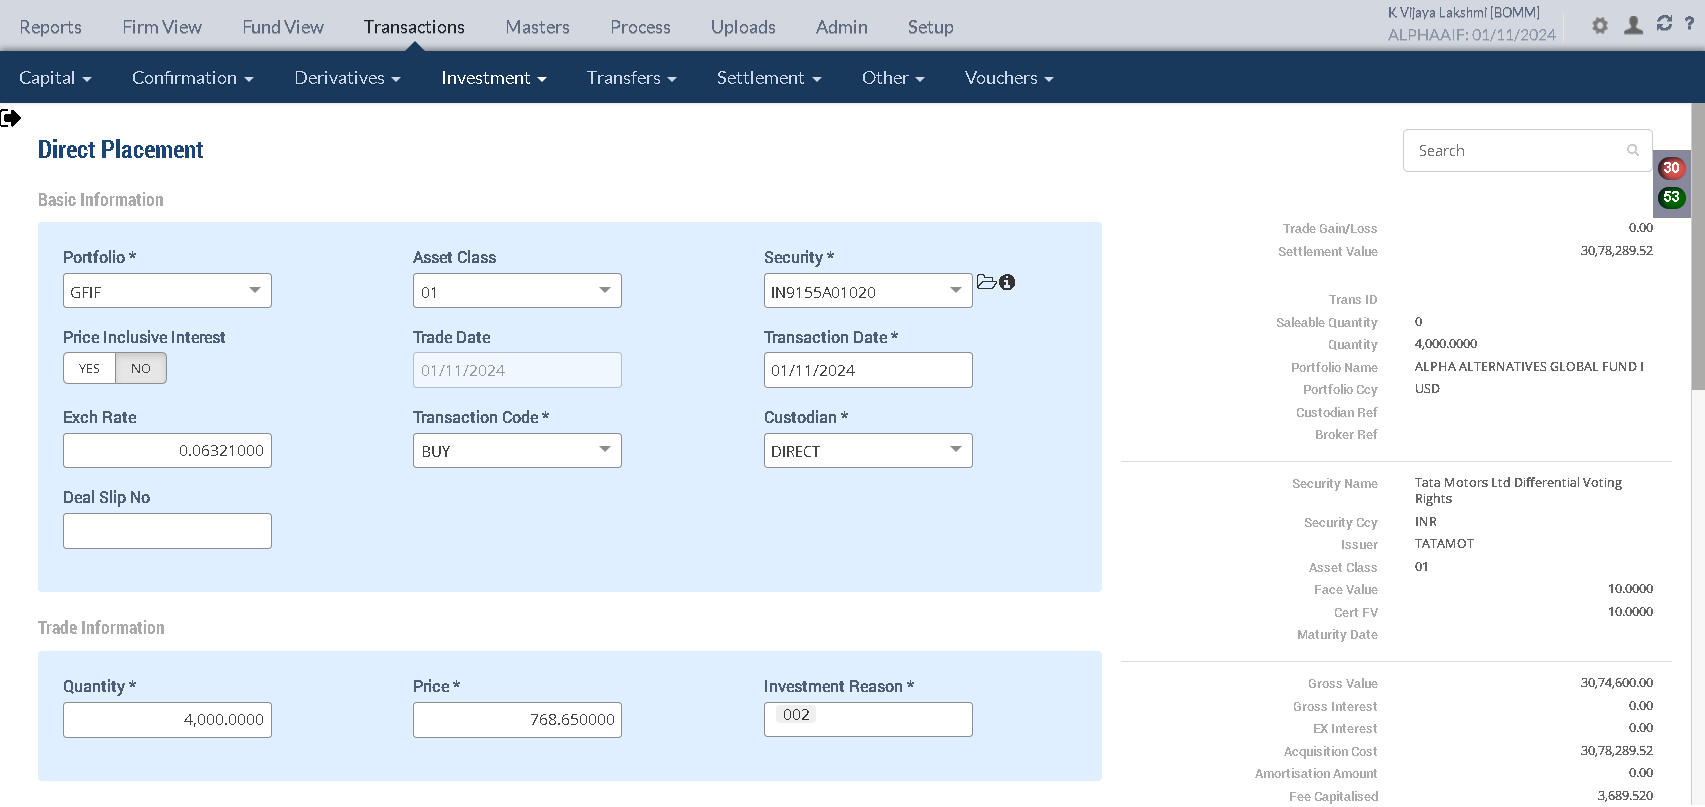 Reports Firm View Fund View Transactions Masters Process Uploads Admin Setup
K Vijaya Lakshmi [BOMM]
ALPHAAIF: 01/11/2024
?
Capital Confirmation Derivatives Investment Transfers Settlement Other Vouchers
Direct Placement
Search
30
53
Basic Information
Portfolio * Asset Class Security *
GFIF 01 IN9155A01020
Price Inclusive Interest Trade Date Transaction Date *
YES NO 01/11/2024 01/11/2024
Exch Rate Transaction Code * Custodian *
0.06321000 BUY DIRECT
Deal Slip No
Trade Information
Quantity * Price * Investment Reason *
4,000.0000 768.650000 002
Trade Gain/Loss 0.00
Settlement Value 30,78,289.52
Trans ID
Saleable Quantity 0
Quantity 4,000.0000
Portfolio Name ALPHA ALTERNATIVES GLOBAL FUND I
Portfolio Ccy USD
Custodian Ref
Broker Ref
Security Name Tata Motors Ltd Differential Voting
Rights
Security Ccy INR
Issuer TATAMOT
Asset Class 01
Face Value 10.0000
Cert FV 10.0000
Maturity Date
Gross Value 30,74,600.00
Gross Interest 0.00
EX Interest 0.00
Acquisition Cost 30,78,289.52
Amortisation Amount 0.00
Fee Capitalised 3,689.520